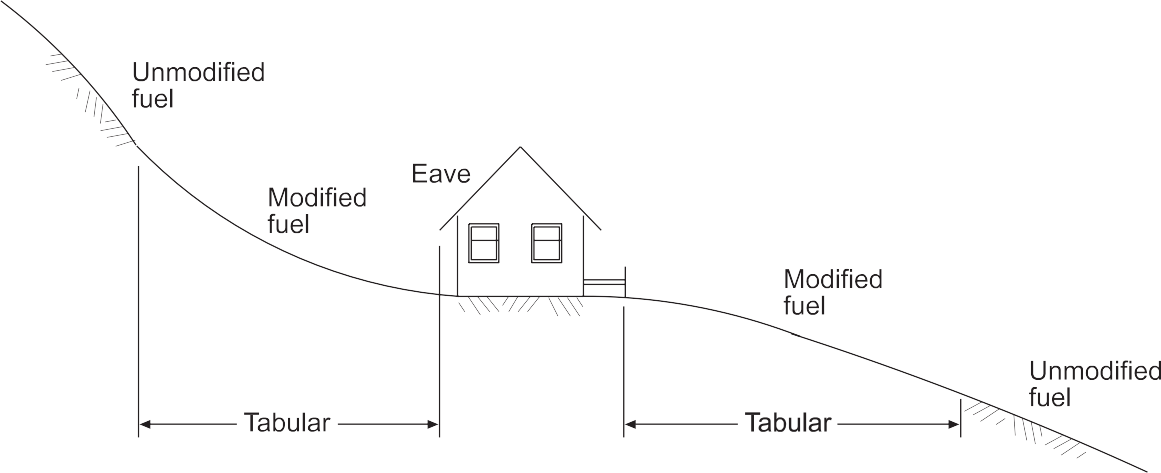 Unmodified
fuel
Eave
Modified
fuel
Modified
fuel
Unmodified
fuel
Tabular
Tabular